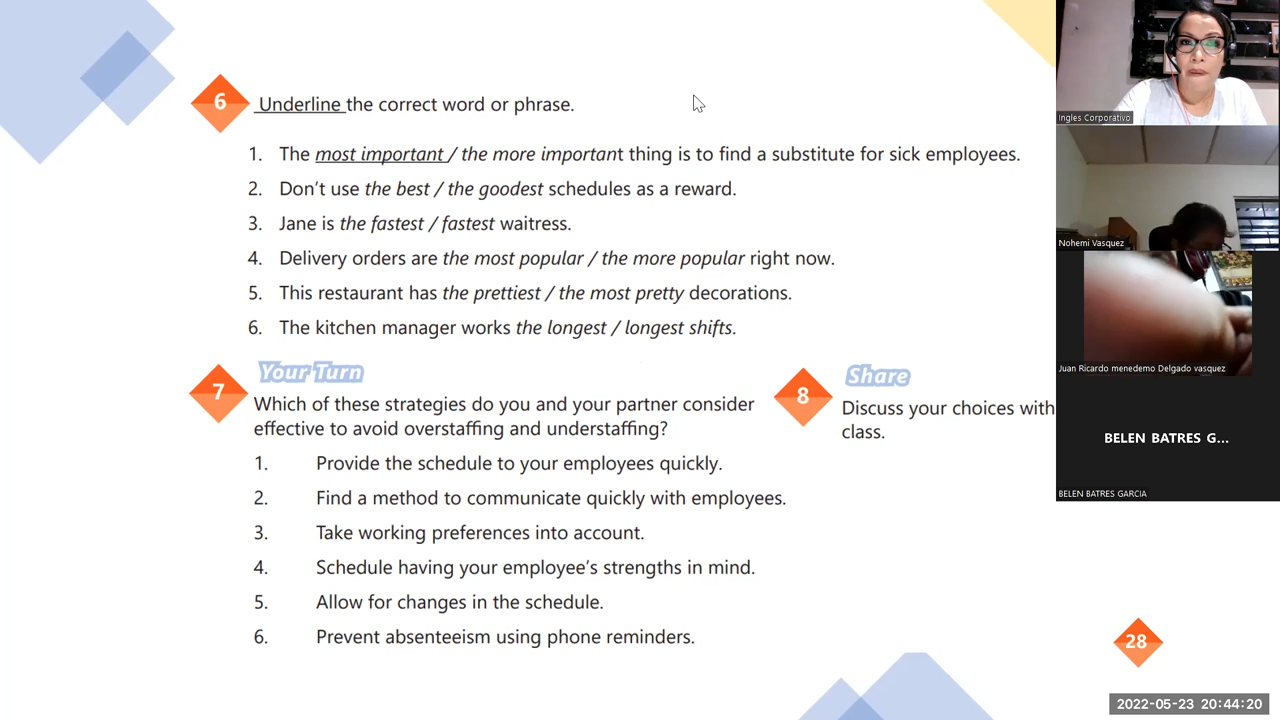 6
Underline the correct word or phrase.
1. The most important / the more important thing is to find a substitute for sick employees.
2. Don't use the best / the goodest schedules as a reward.
3. Jane is the fastest / fastest waitress.
4. Delivery orders are the most popular / the more popular right now.
5. This restaurant has the prettiest / the most pretty decorations.
6. The kitchen manager works the longest / longest shifts.
7
Your Turn
Which of these strategies do you and your partner consider
effective to avoid overstaffing and understaffing?
1. Provide the schedule to your employees quickly.
2. Find a method to communicate quickly with employees.
3. Take working preferences into account.
4. Schedule having your employee's strengths in mind.
5. Allow for changes in the schedule.
6. Prevent absenteeism using phone reminders.
8
Share
Discuss your choices with
class.
28
Ingles Corporativo
Nohemi Vasquez
Juan Ricardo menedemo Delgado vasquez
BELEN BATRES G...
BELEN BATRES GARCIA
2022-05-23 20:44:20